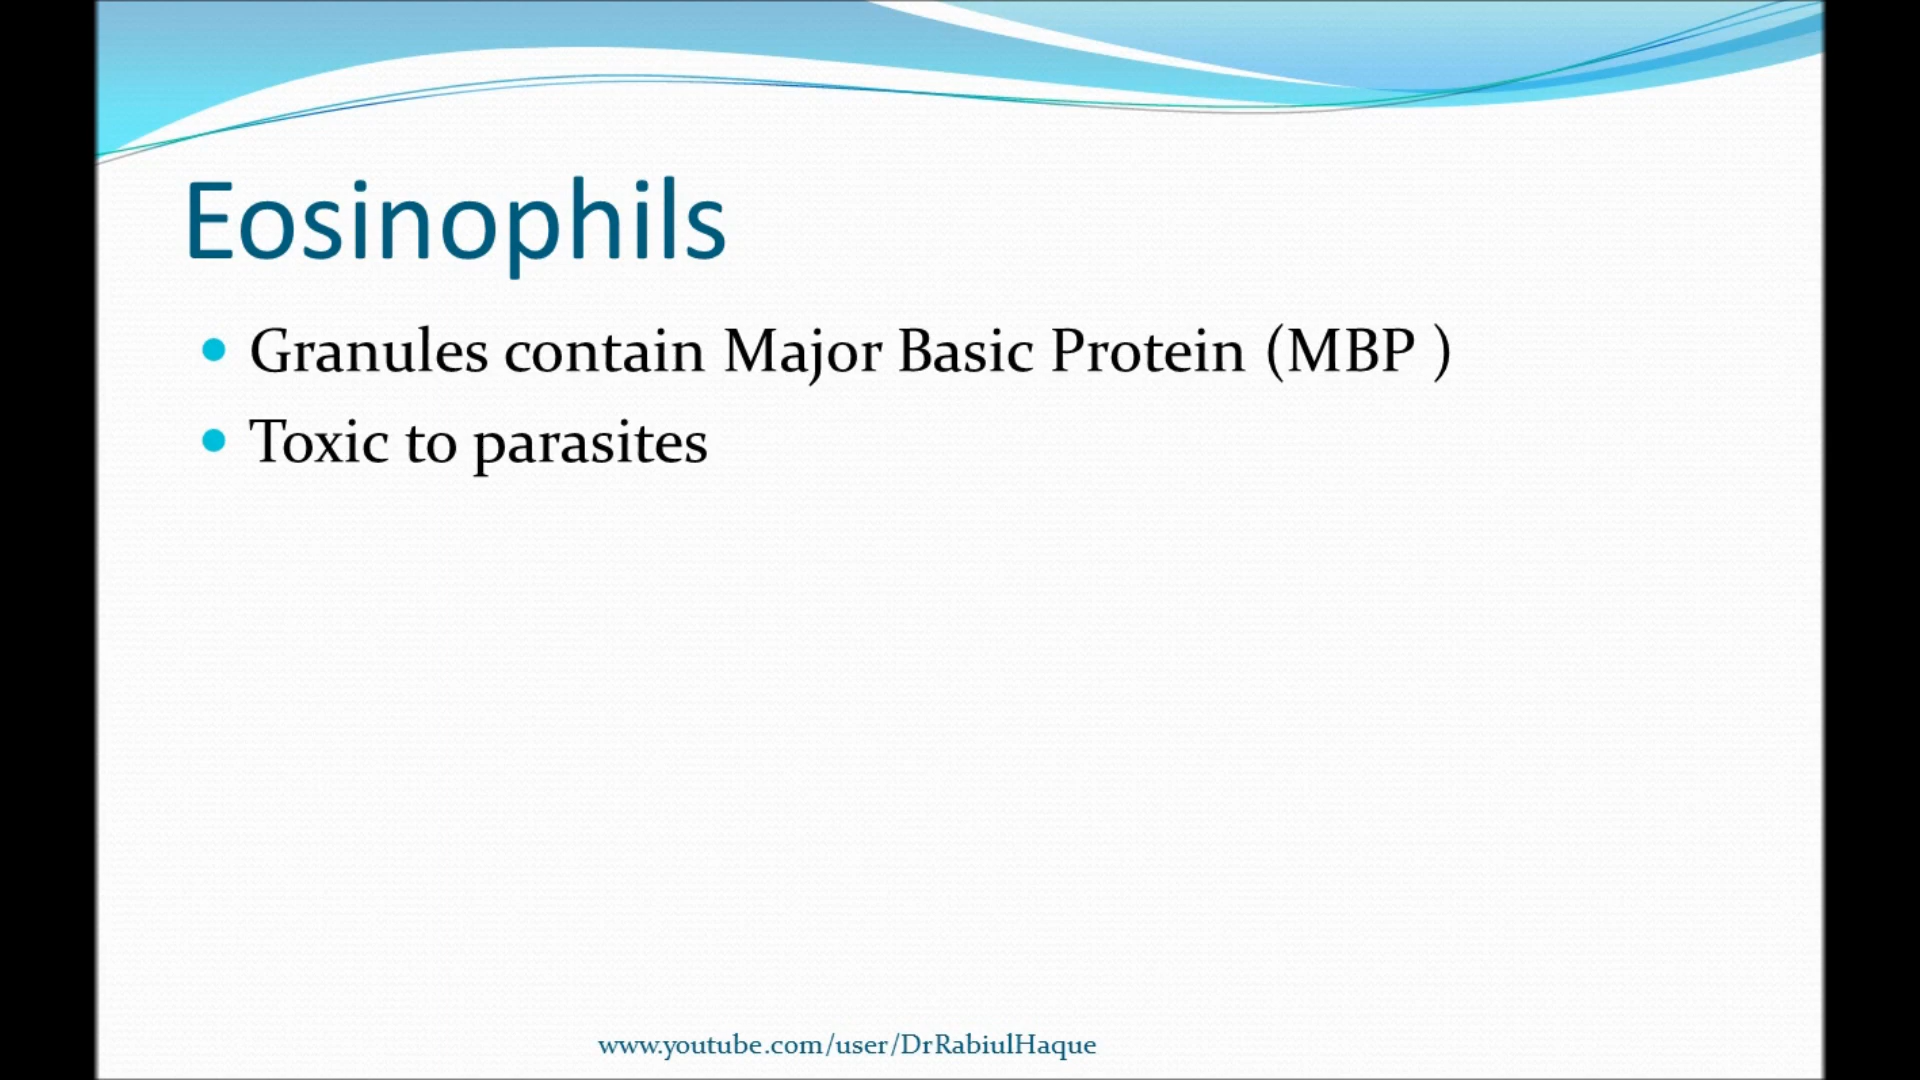 Eosinophils
• Granules contain Major Basic Protein (MBP )
• Toxic to parasites
www.youtube.com/user/DrRabiulHaque